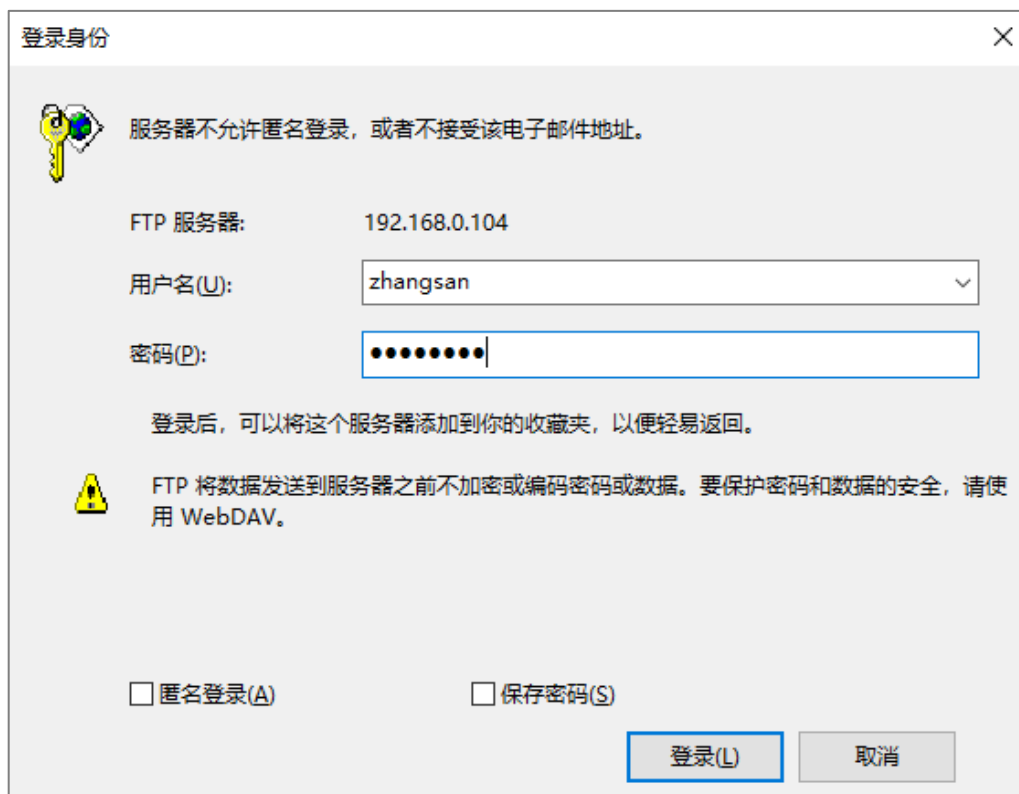 登录身份
服务器不允许匿名登录，或者不接受该电子邮件地址。
FTP 服务器:
192.168.0.104
用户名(U):
zhangsan
密码(P):
●●●●●●●●
登录后，可以将这个服务器添加到你的收藏夹，以便轻易返回。
FTP 将数据发送到服务器之前不加密或编码密码或数据。要保护密码和数据的安全，请使
用 WebDAV。
匿名登录(A)
保存密码(S)
登录(L)
取消